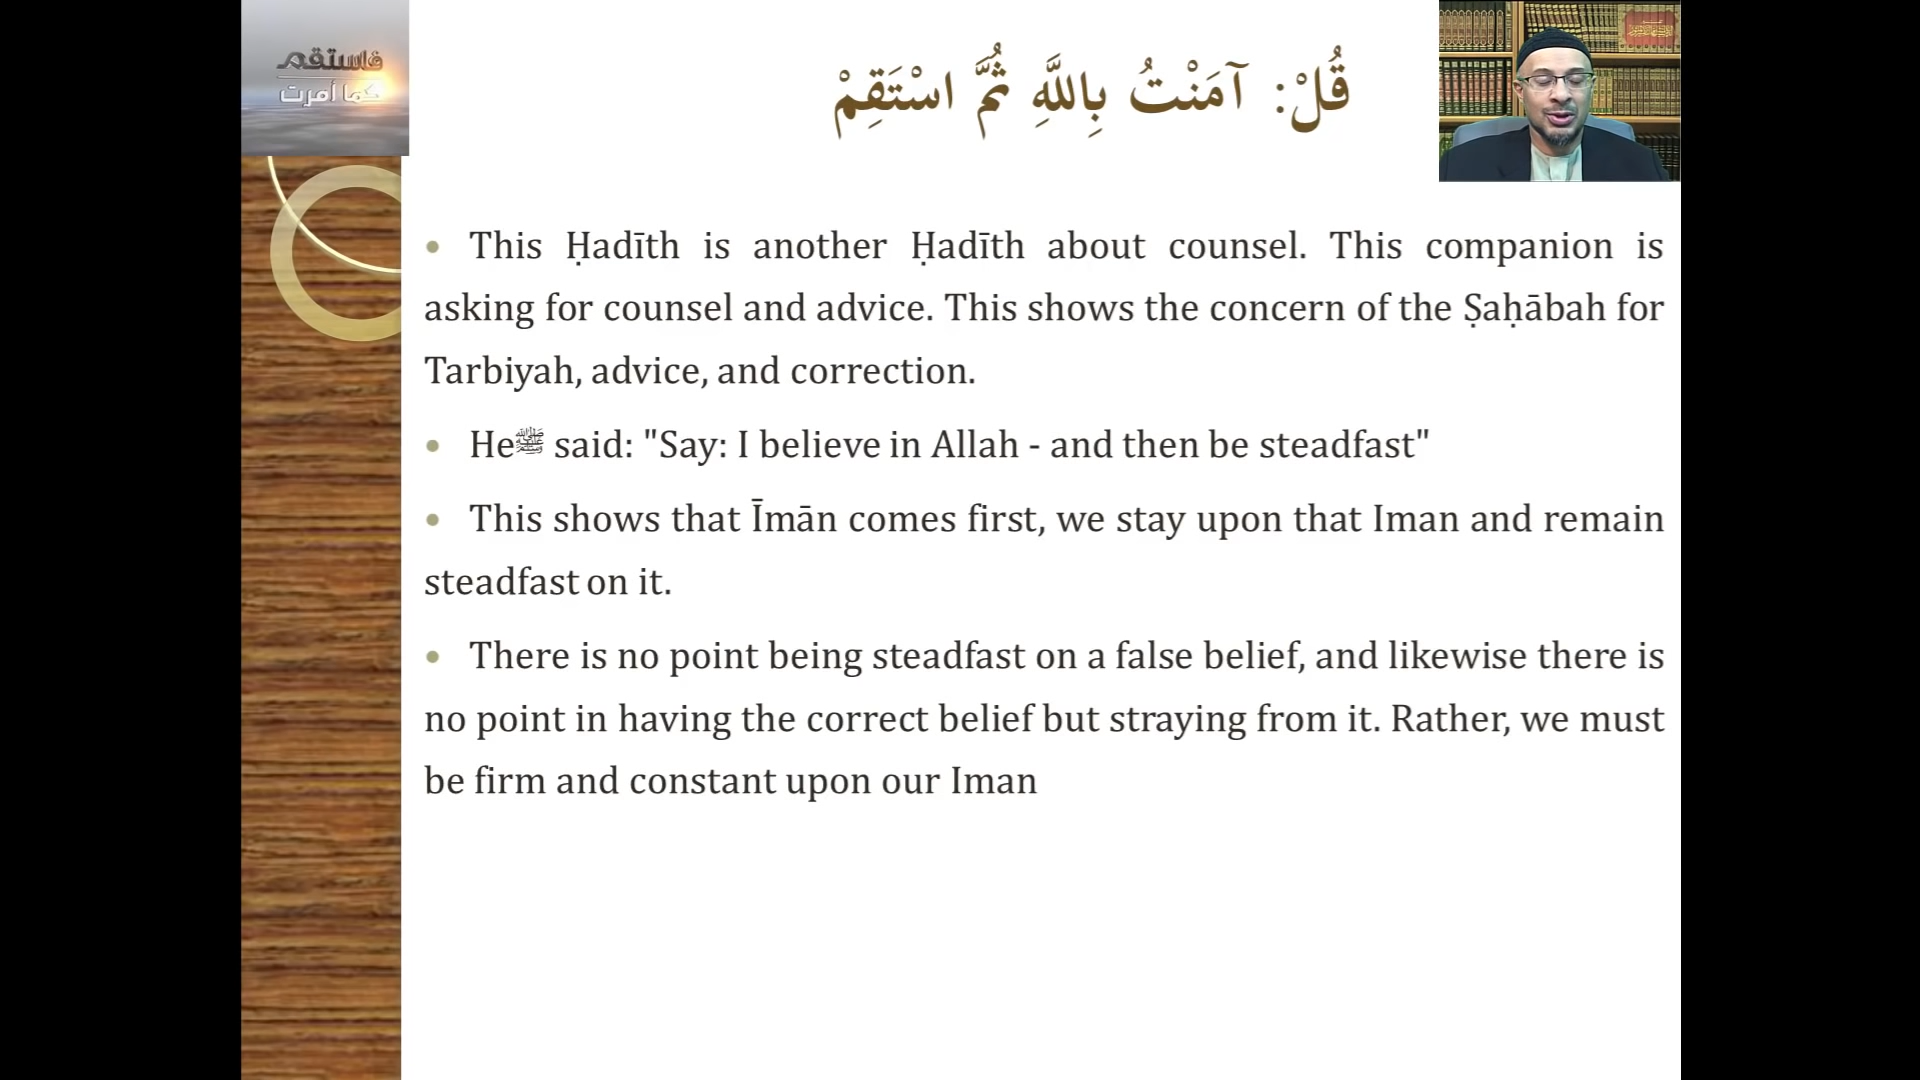 فاستقم
كما أمرت
قُلْ: آمَنْتُ بِاللَّهِ ثُمَّ اسْتَقِمْ
• This Ḥadīth is another Ḥadīth about counsel. This companion is
asking for counsel and advice. This shows the concern of the Ṣaḥābah for
Tarbiyah, advice, and correction.
• Heﷺ said: "Say: I believe in Allah - and then be steadfast"
• This shows that Īmān comes first, we stay upon that Iman and remain
steadfast on it.
• There is no point being steadfast on a false belief, and likewise there is
no point in having the correct belief but straying from it. Rather, we must
be firm and constant upon our Iman